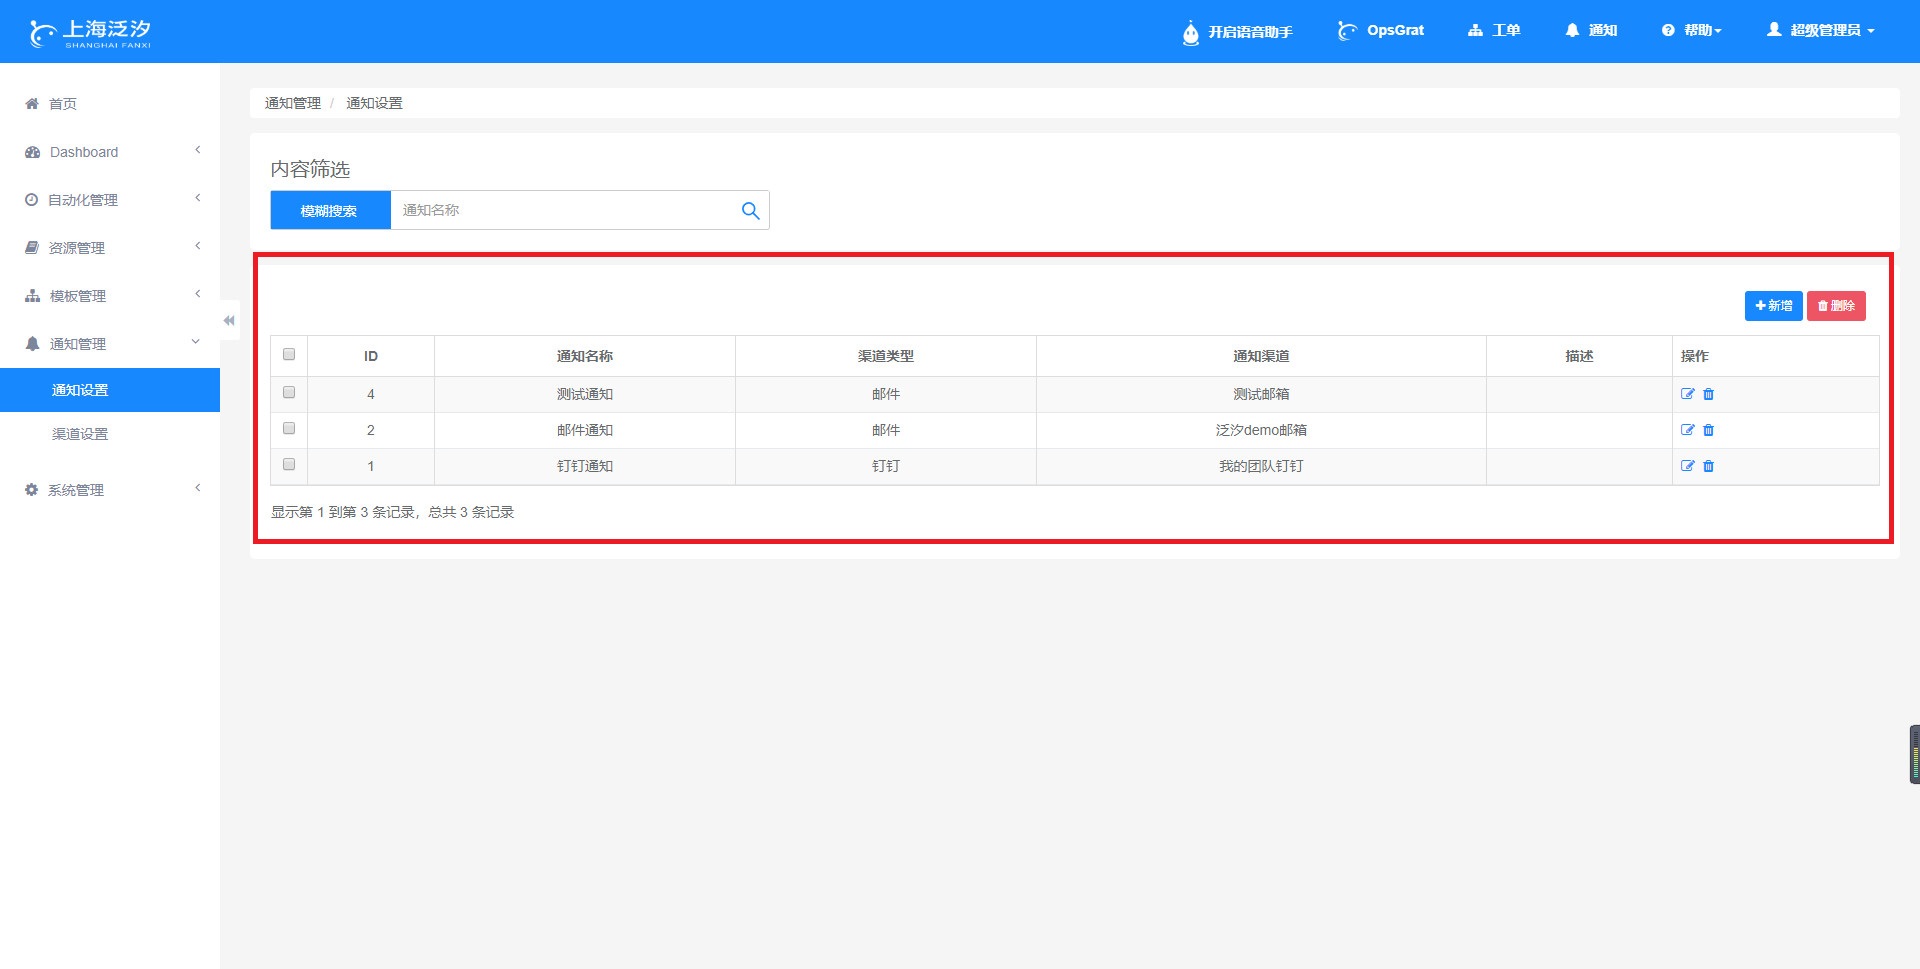 上海泛汐
SHANGHAI FANXI
开启语音助手
OpsGrat
工单
通知
帮助
超级管理员
首页
Dashboard
自动化管理
资源管理
模板管理
通知管理
通知设置
渠道设置
系统管理
通知管理 / 通知设置
内容筛选
模糊搜索 通知名称
新增 删除
ID 通知名称 渠道类型 通知渠道 描述 操作
4 测试通知 邮件 测试邮箱
2 邮件通知 邮件 泛汐demo邮箱
1 钉钉通知 钉钉 我的团队钉钉
显示第 1 到第 3 条记录，总共 3 条记录